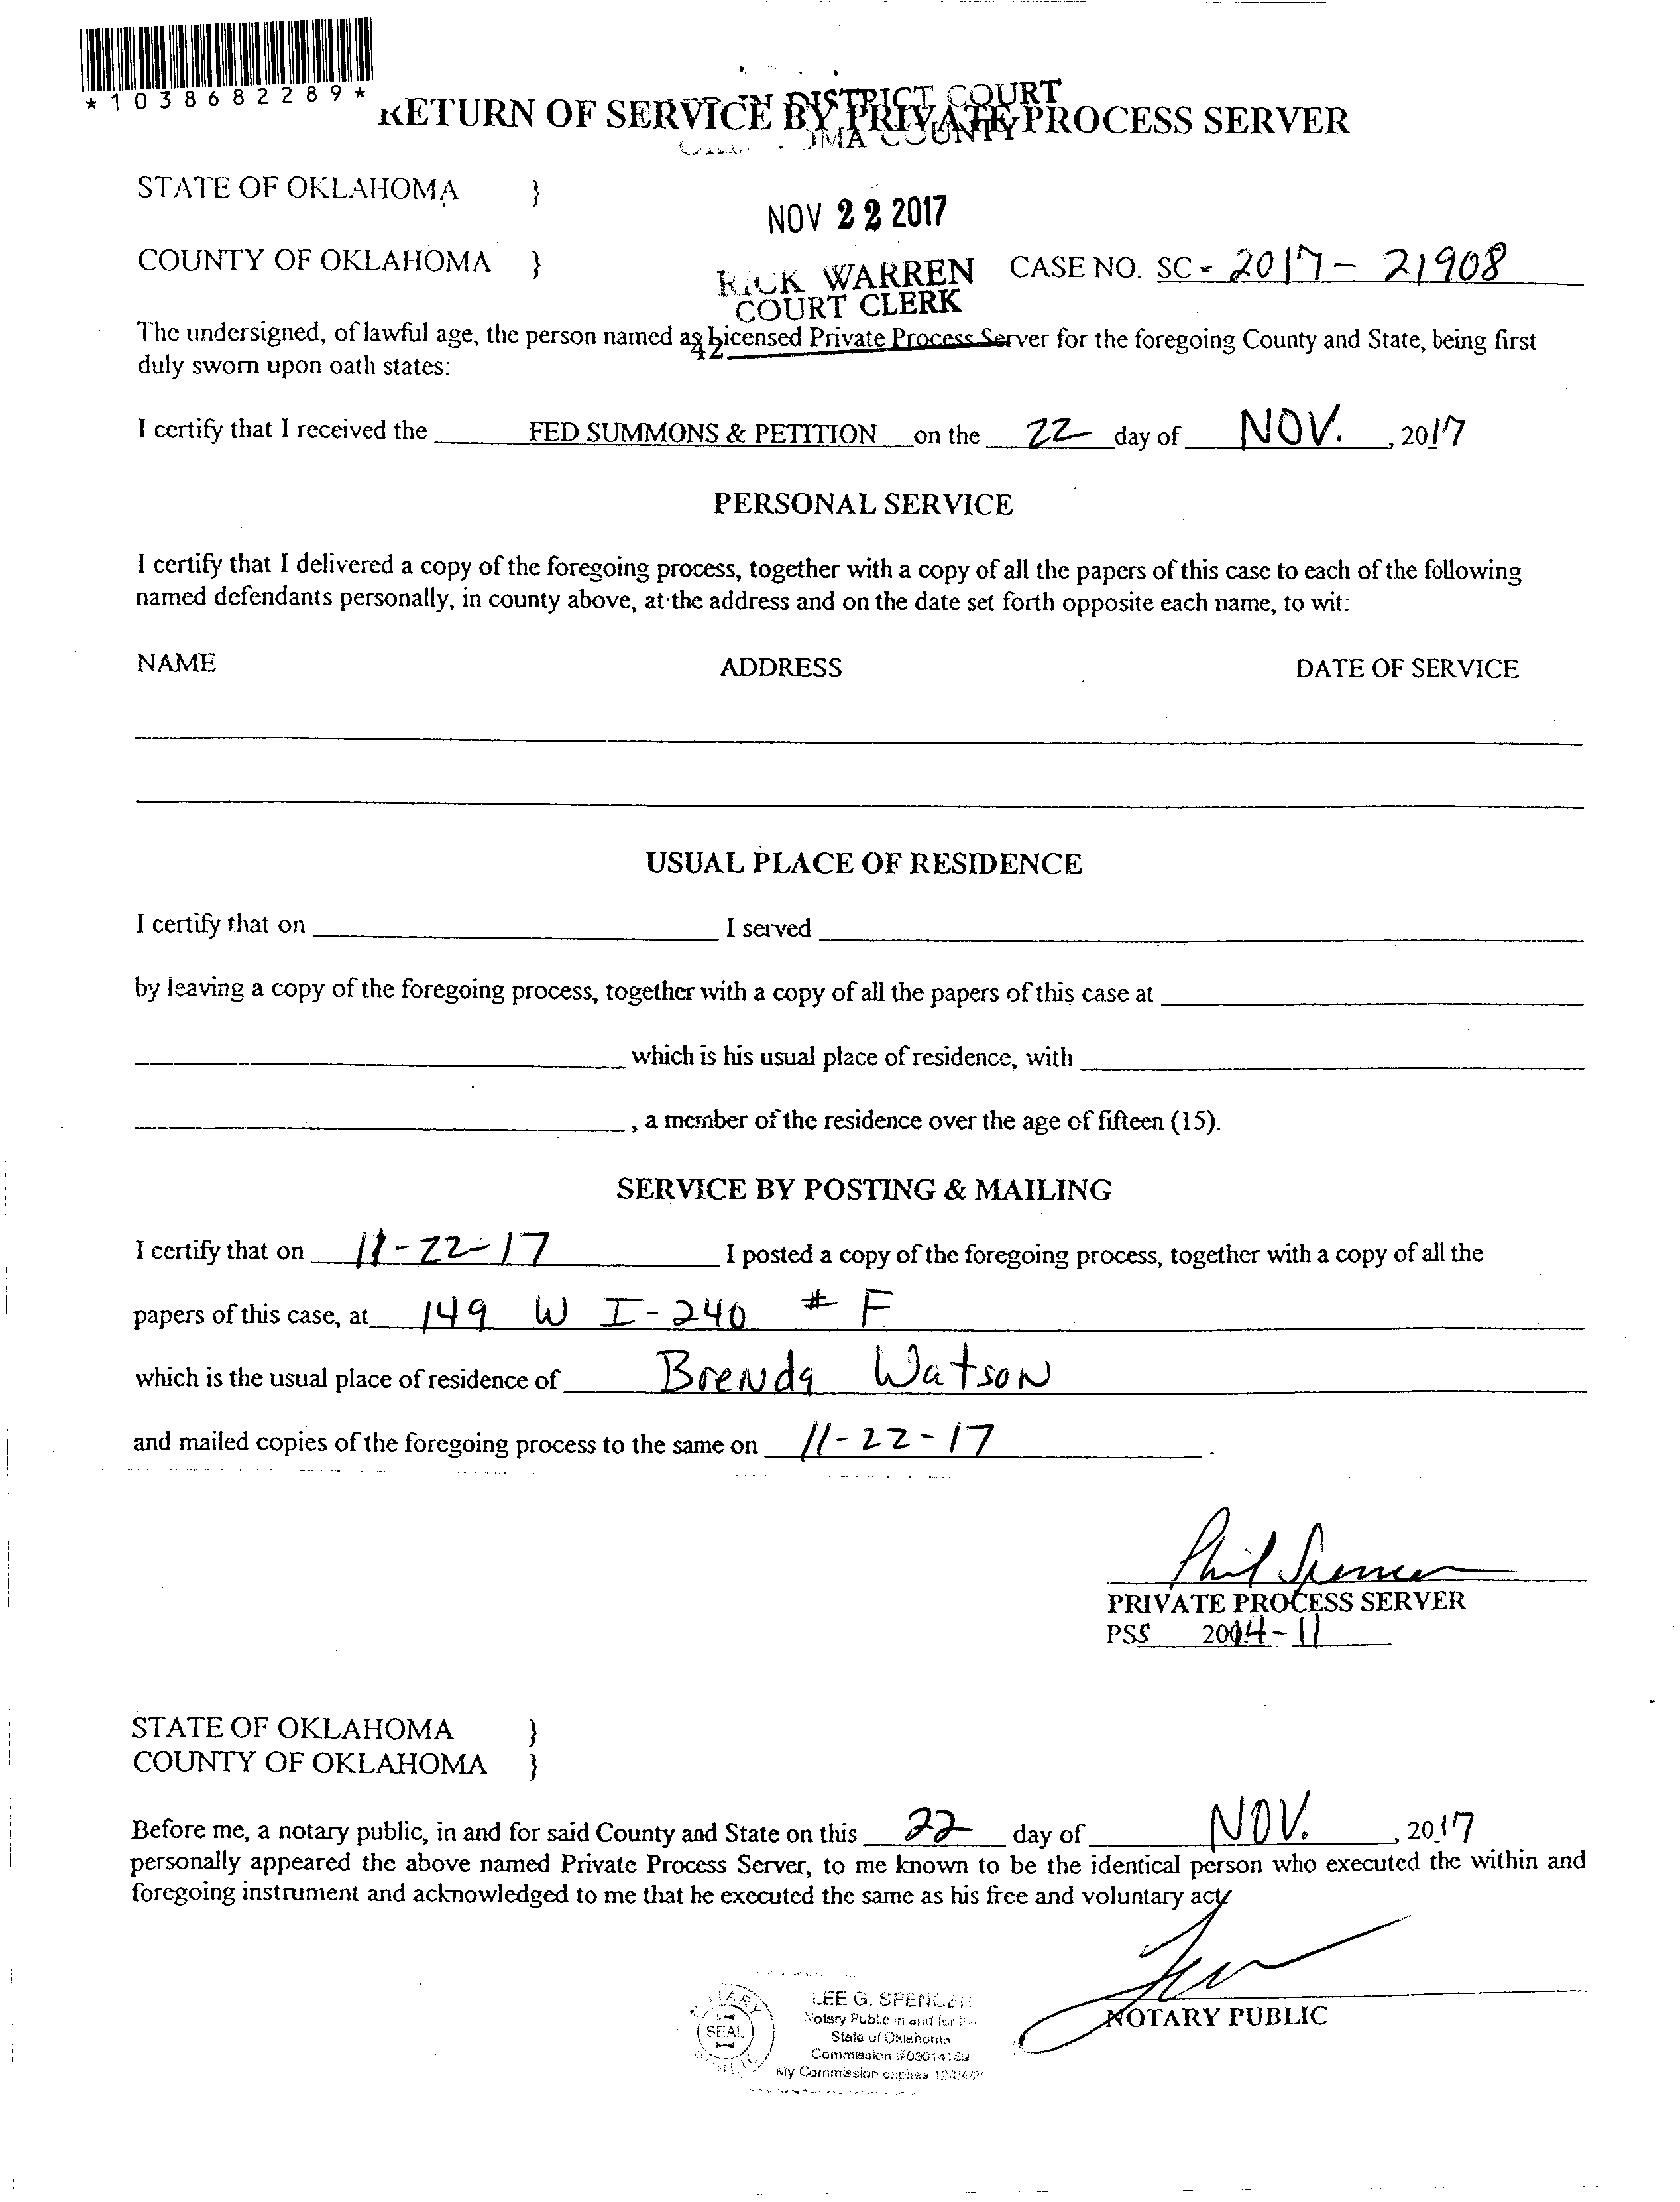 *1038682289*
RETURN OF SERVICE BY PRIVATE PROCESS SERVER
IN DISTRICT COURT
OMA COUNTY
STATE OF OKLAHOMA }
NOV 22 2017
COUNTY OF OKLAHOMA }
RICK WARREN CASE NO. SC - 2017 - 21908
COURT CLERK
The undersigned, of lawful age, the person named as Licensed Private Process Server for the foregoing County and State, being first
42
duly sworn upon oath states:
I certify that I received the FED SUMMONS & PETITION on the 22 day of NOV. , 2017
PERSONAL SERVICE
I certify that I delivered a copy of the foregoing process, together with a copy of all the papers of this case to each of the following
named defendants personally, in county above, at the address and on the date set forth opposite each name, to wit:
NAME ADDRESS DATE OF SERVICE
USUAL PLACE OF RESIDENCE
I certify that on I served
by leaving a copy of the foregoing process, together with a copy of all the papers of this case at
which is his usual place of residence, with
, a member of the residence over the age of fifteen (15).
SERVICE BY POSTING & MAILING
I certify that on 11-22-17 I posted a copy of the foregoing process, together with a copy of all the
papers of this case, at 149 W I-240 # F
which is the usual place of residence of Brenda Watson
and mailed copies of the foregoing process to the same on 11-22-17 .
Phil Spencer
PRIVATE PROCESS SERVER
PSS 2004-11
STATE OF OKLAHOMA }
COUNTY OF OKLAHOMA }
Before me, a notary public, in and for said County and State on this 22 day of NOV. , 2017
personally appeared the above named Private Process Server, to me known to be the identical person who executed the within and
foregoing instrument and acknowledged to me that he executed the same as his free and voluntary act
NOTARY PUBLIC
NOTARY
SEAL
PUBLIC
LEE G. SPENCER
Notary Public in and for the
State of Oklahoma
Commission
My Commission expires